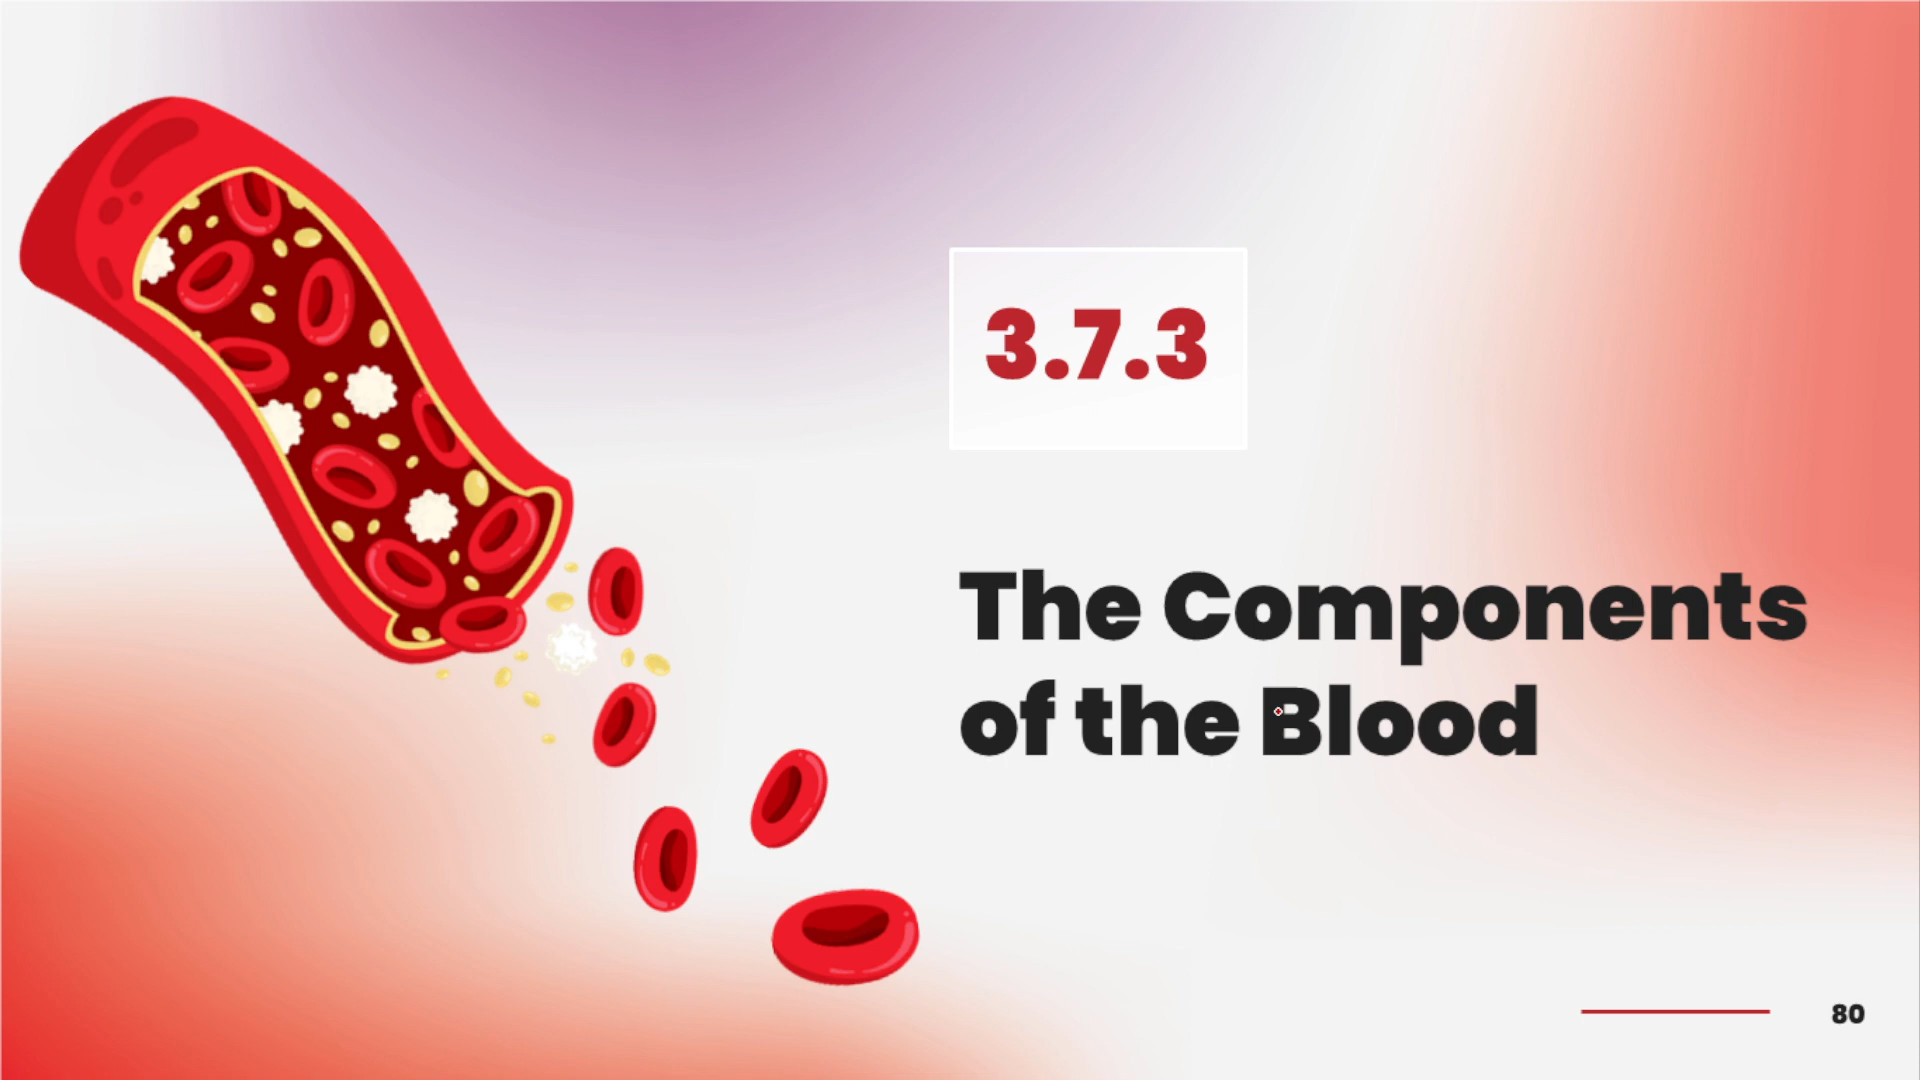 3.7.3
The Components
of the Blood
80